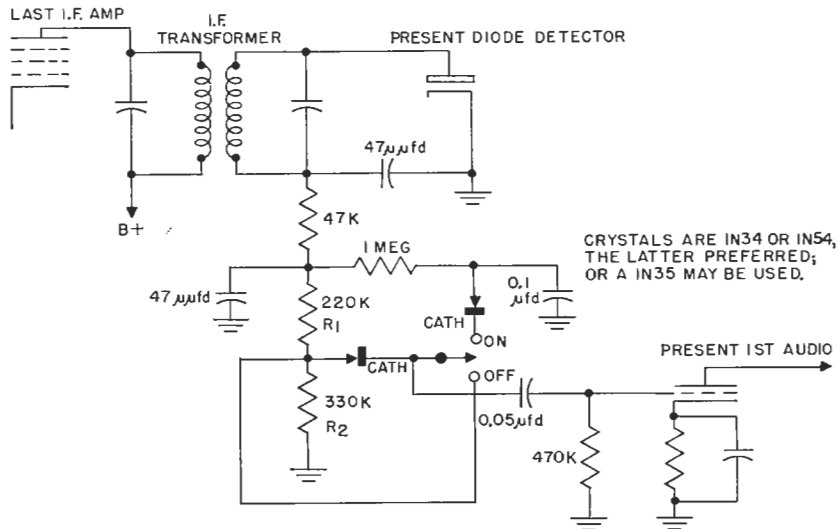 LAST I.F. AMP
I.F.
TRANSFORMER
PRESENT DIODE DETECTOR
47μμfd
B+
47K
1 MEG
CRYSTALS ARE IN34 OR IN54,
THE LATTER PREFERRED;
OR A IN35 MAY BE USED.
47μμfd
0.1
μfd
220K
R1
CATH
ON
PRESENT 1ST AUDIO
CATH
OFF
330K
R2
0.05μfd
470K